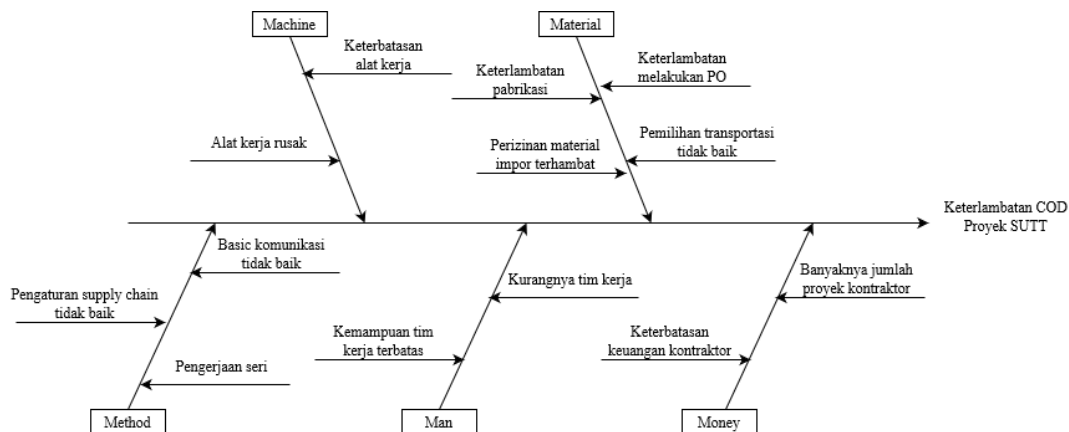 Machine
Material
Keterbatasan
alat kerja
Keterlambatan
pabrikasi
Keterlambatan
melakukan PO
Alat kerja rusak
Perizinan material
impor terhambat
Pemilihan transportasi
tidak baik
Keterlambatan COD
Proyek SUTT
Basic komunikasi
tidak baik
Pengaturan supply chain
tidak baik
Pengerjaan seri
Kurangnya tim kerja
Kemampuan tim
kerja terbatas
Banyaknya jumlah
proyek kontraktor
Keterbatasan
keuangan kontraktor
Method
Man
Money